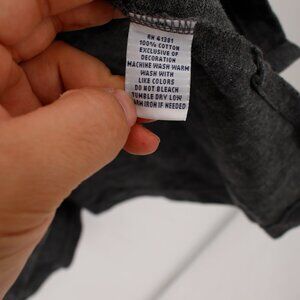 RN 41381
100% COTTON
EXCLUSIVE OF
DECORATION
MACHINE WASH WARM
WASH WITH
LIKE COLORS
DO NOT BLEACH
TUMBLE DRY LOW
IRON IF NEEDED